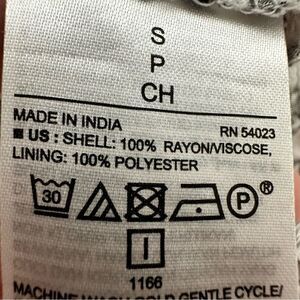 S
P
CH
MADE IN INDIA RN 54023
■ US : SHELL: 100% RAYON/VISCOSE,
LINING: 100% POLYESTER
30 P ®
1166
MACHINE WASH COLD GENTLE CYCLE/